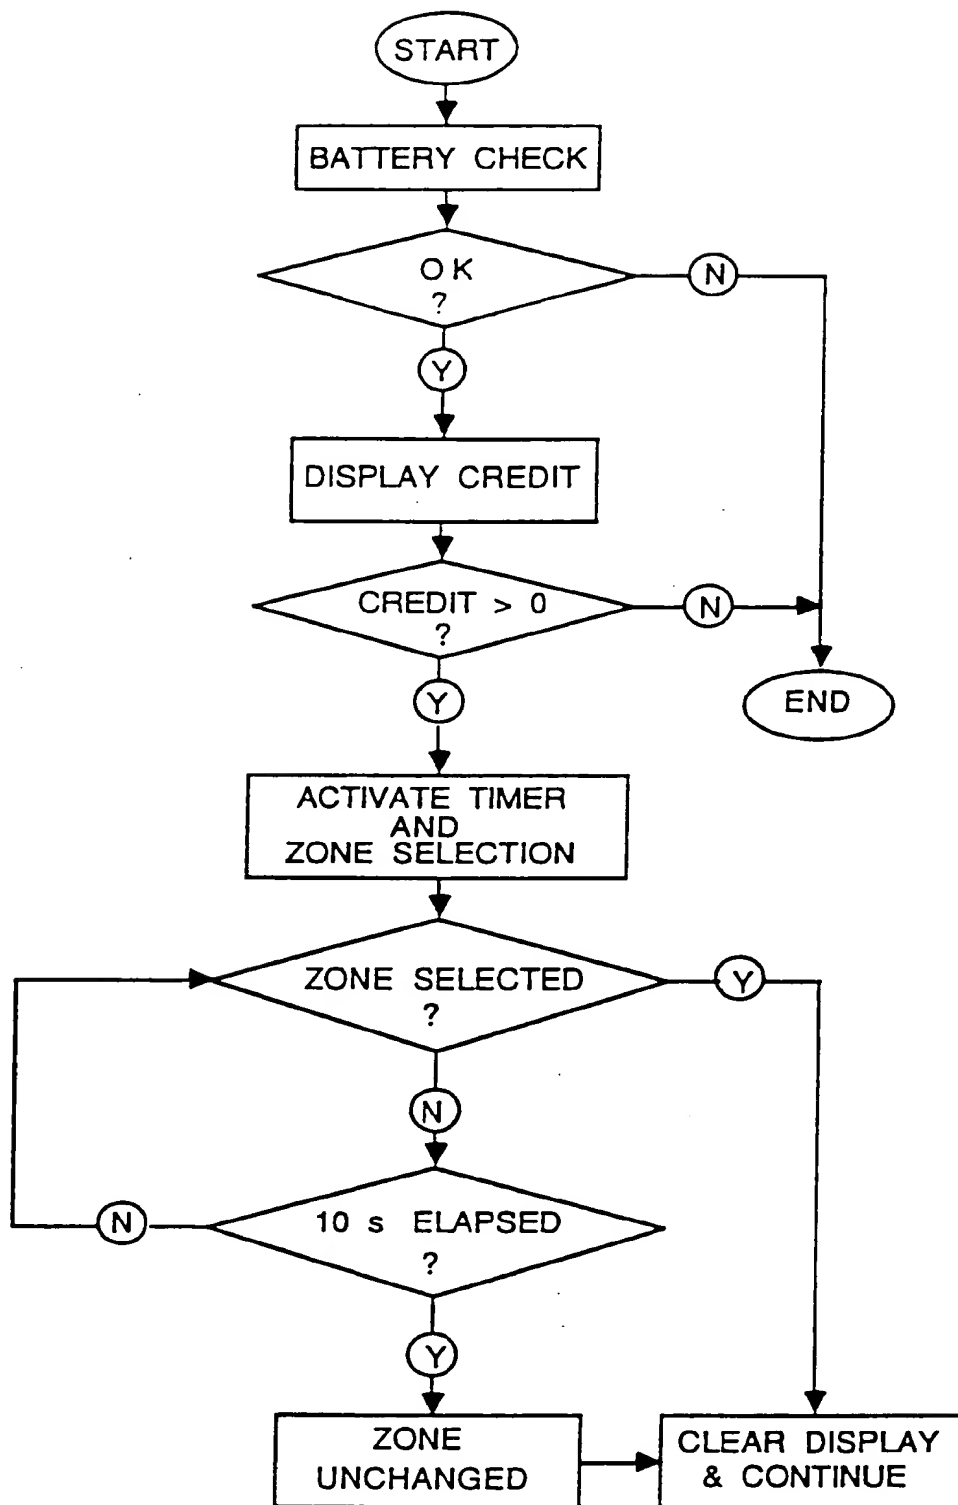 START
BATTERY CHECK
OK
?
N
Y
DISPLAY CREDIT
CREDIT > 0
?
N
Y
END
ACTIVATE TIMER
AND
ZONE SELECTION
ZONE SELECTED
?
Y
N
10 s ELAPSED
?
N
Y
ZONE
UNCHANGED
CLEAR DISPLAY
& CONTINUE